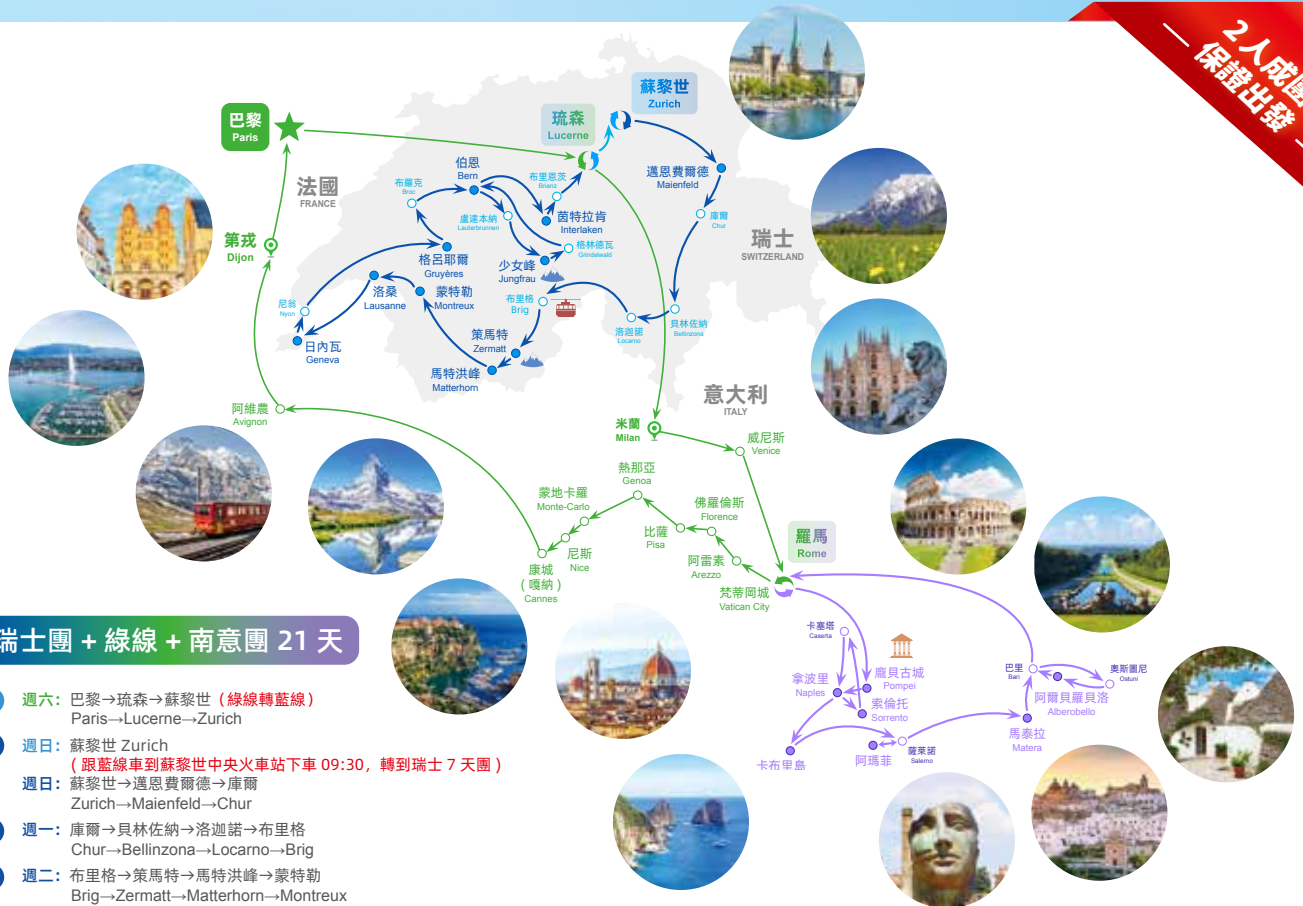 2人成團
保證出發
蘇黎世
Zurich
琉森
Lucerne
巴黎
Paris
法國
FRANCE
伯恩
Bern
布里恩茨
Brienz
布羅克
Broc
盧達本納
Lauterbrunnen
茵特拉肯
Interlaken
格林德瓦
Grindelwald
邁恩費爾德
Maienfeld
庫爾
Chur
瑞士
SWITZERLAND
第戎
Dijon
格呂耶爾
Gruyères
少女峰
Jungfrau
洛桑
Lausanne
蒙特勒
Montreux
布里格
Brig
尼翁
Nyon
日內瓦
Geneva
策馬特
Zermatt
馬特洪峰
Matterhorn
洛迦諾
Locarno
貝林佐納
Bellinzona
意大利
ITALY
阿維農
Avignon
米蘭
Milan
威尼斯
Venice
熱那亞
Genoa
蒙地卡羅
Monte-Carlo
佛羅倫斯
Florence
比薩
Pisa
尼斯
Nice
康城
(嘎納)
Cannes
阿雷素
Arezzo
羅馬
Rome
梵蒂岡城
Vatican City
卡塞塔
Caserta
拿波里
Naples
龐貝古城
Pompei
索倫托
Sorrento
巴里
Bari
奧斯圖尼
Ostuni
阿爾貝羅貝洛
Alberobello
馬泰拉
Matera
卡布里島
阿瑪菲
薩萊諾
Salerno
瑞士團 + 綠線 + 南意團 21 天
週六：巴黎→琉森→蘇黎世（綠線轉藍線）
Paris→Lucerne→Zurich
週日：蘇黎世 Zurich
( 跟藍線車到蘇黎世中央火車站下車 09:30，轉到瑞士 7 天團 )
週日：蘇黎世→邁恩費爾德→庫爾
Zurich→Maienfeld→Chur
週一：庫爾→貝林佐納→洛迦諾→布里格
Chur→Bellinzona→Locarno→Brig
週二：布里格→策馬特→馬特洪峰→蒙特勒
Brig→Zermatt→Matterhorn→Montreux